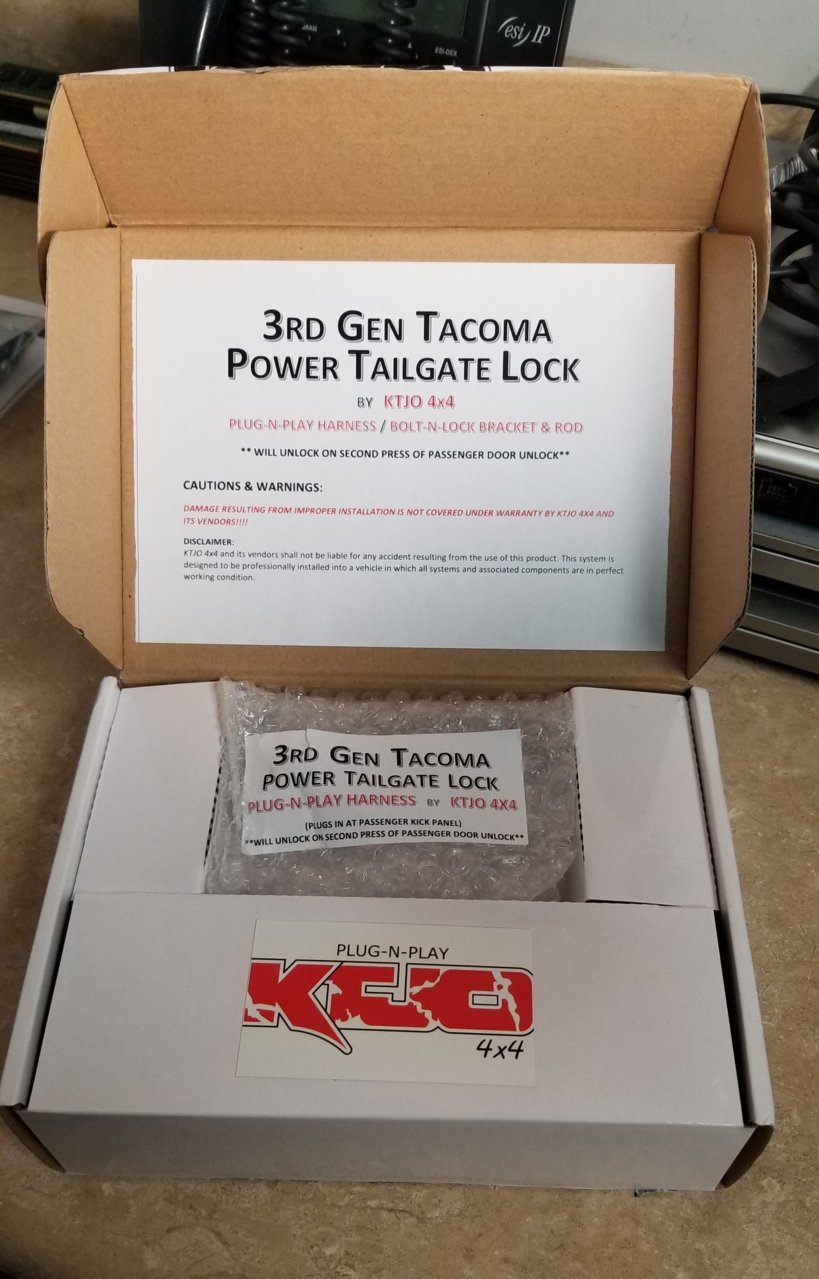 esi IP
ESI-DEX
3RD GEN TACOMA
POWER TAILGATE LOCK
BY KTJO 4x4
PLUG-N-PLAY HARNESS / BOLT-N-LOCK BRACKET & ROD
** WILL UNLOCK ON SECOND PRESS OF PASSENGER DOOR UNLOCK**
CAUTIONS & WARNINGS:
DAMAGE RESULTING FROM IMPROPER INSTALLATION IS NOT COVERED UNDER WARRANTY BY KTJO 4X4 AND
ITS VENDORS!!!!
DISCLAIMER:
KTJO 4x4 and its vendors shall not be liable for any accident resulting from the use of this product. This system is
designed to be professionally installed into a vehicle in which all systems and associated components are in perfect
working condition.
3RD GEN TACOMA
POWER TAILGATE LOCK
PLUG-N-PLAY HARNESS BY KTJO 4X4
(PLUGS IN AT PASSENGER KICK PANEL)
**WILL UNLOCK ON SECOND PRESS OF PASSENGER DOOR UNLOCK**
PLUG-N-PLAY
KTJO
4x4